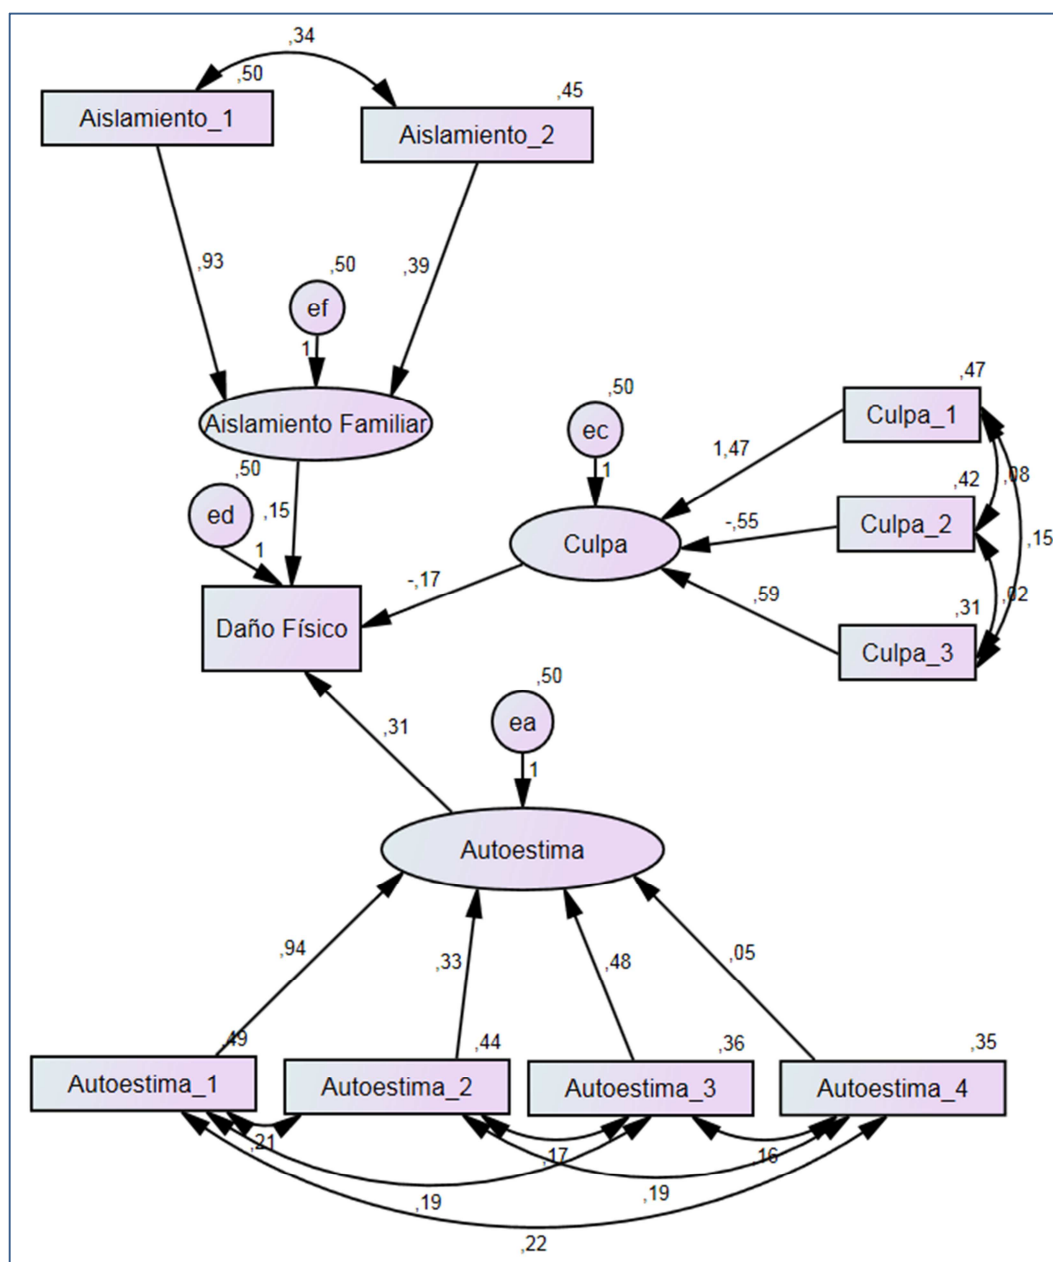 ,34
,50
Aislamiento_1
,45
Aislamiento_2
,93
,39
,50
ef
1
Aislamiento Familiar
,50
ed
1
,15
Daño Físico
,50
ec
1
Culpa
-,17
1,47
-,55
,59
,47
Culpa_1
,42
Culpa_2
,31
Culpa_3
,08
,15
,02
,50
ea
1
,31
Autoestima
,94
,33
,48
,05
,49
Autoestima_1
,44
Autoestima_2
,36
Autoestima_3
,35
Autoestima_4
,21
,17
,16
,19
,19
,22